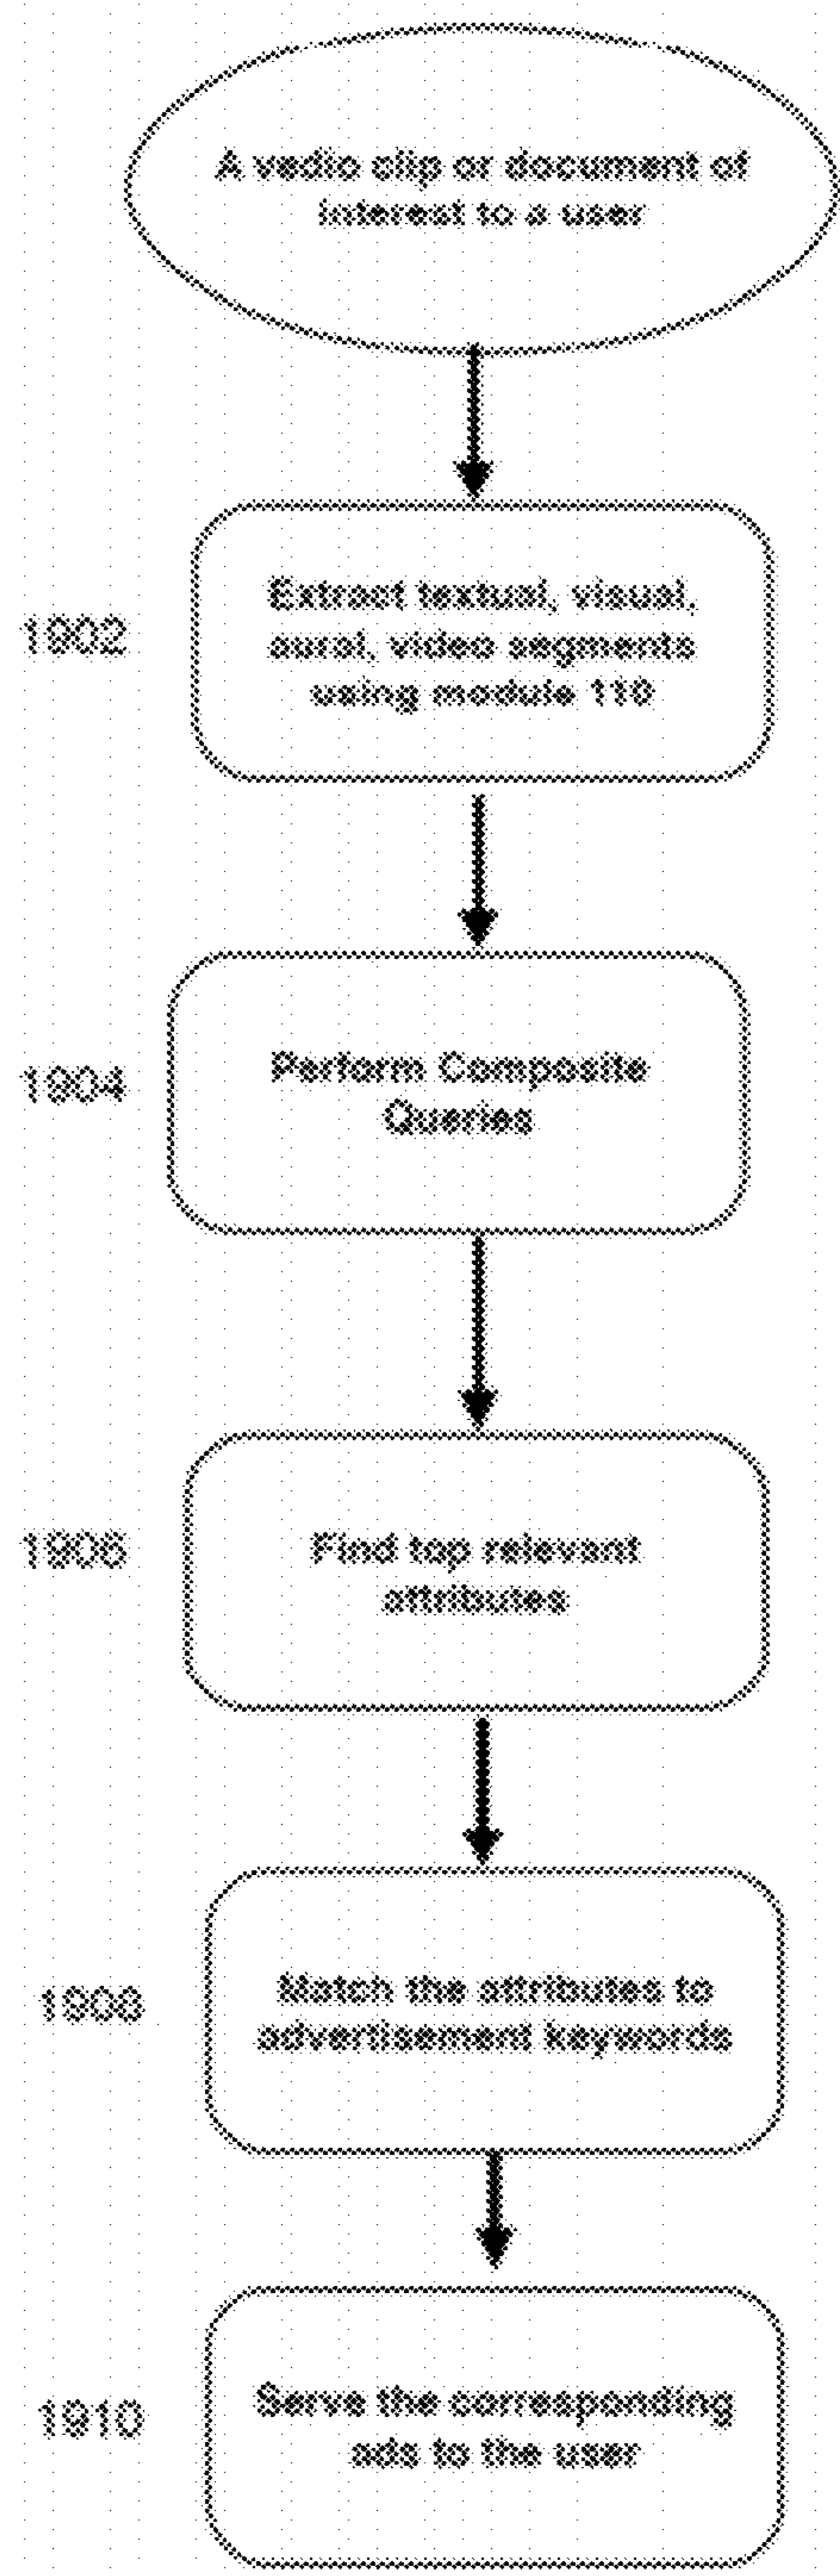 A vedio clip or document of
interest to a user
Extract textual, visual,
1902
aural, video segments
using module 110
Perform Composite
1904
Queries
Find top relevant
1906
attributes
Match the attributes to
1908
advertisement keywords
Serve the corresponding
1910
ads to the user